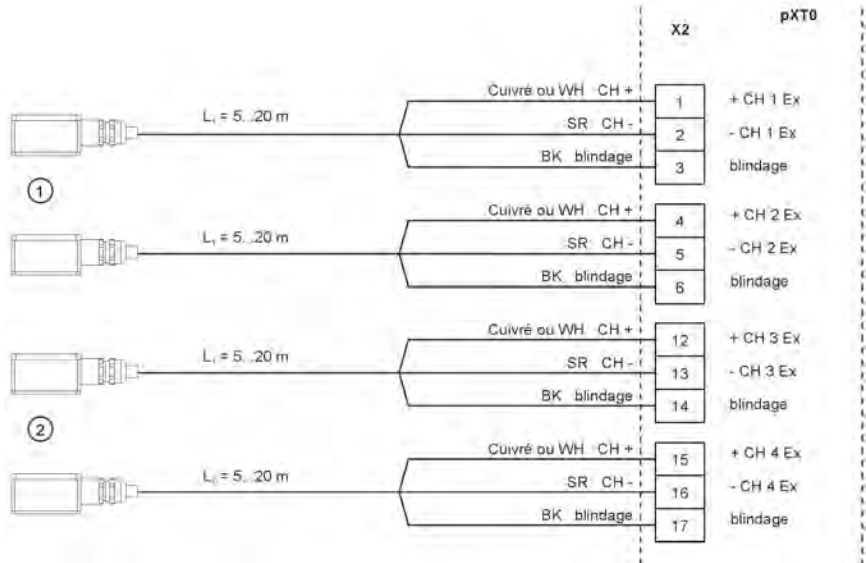 pXT0
X2
Cuivré ou WH CH +
1
+ CH 1 Ex
L₁ = 5...20 m
SR CH -
2
- CH 1 Ex
BK blindage
3
blindage
1
Cuivré ou WH CH +
4
+ CH 2 Ex
L₁ = 5...20 m
SR CH -
5
- CH 2 Ex
BK blindage
6
blindage
Cuivré ou WH CH +
12
+ CH 3 Ex
= 5...20 m
SR CH -
13
- CH 3 Ex
BK blindage
14
blindage
2
Cuivré ou WH CH +
15
+ CH 4 Ex
= 5...20 m
SR CH -
16
- CH 4 Ex
BK blindage
17
blindage